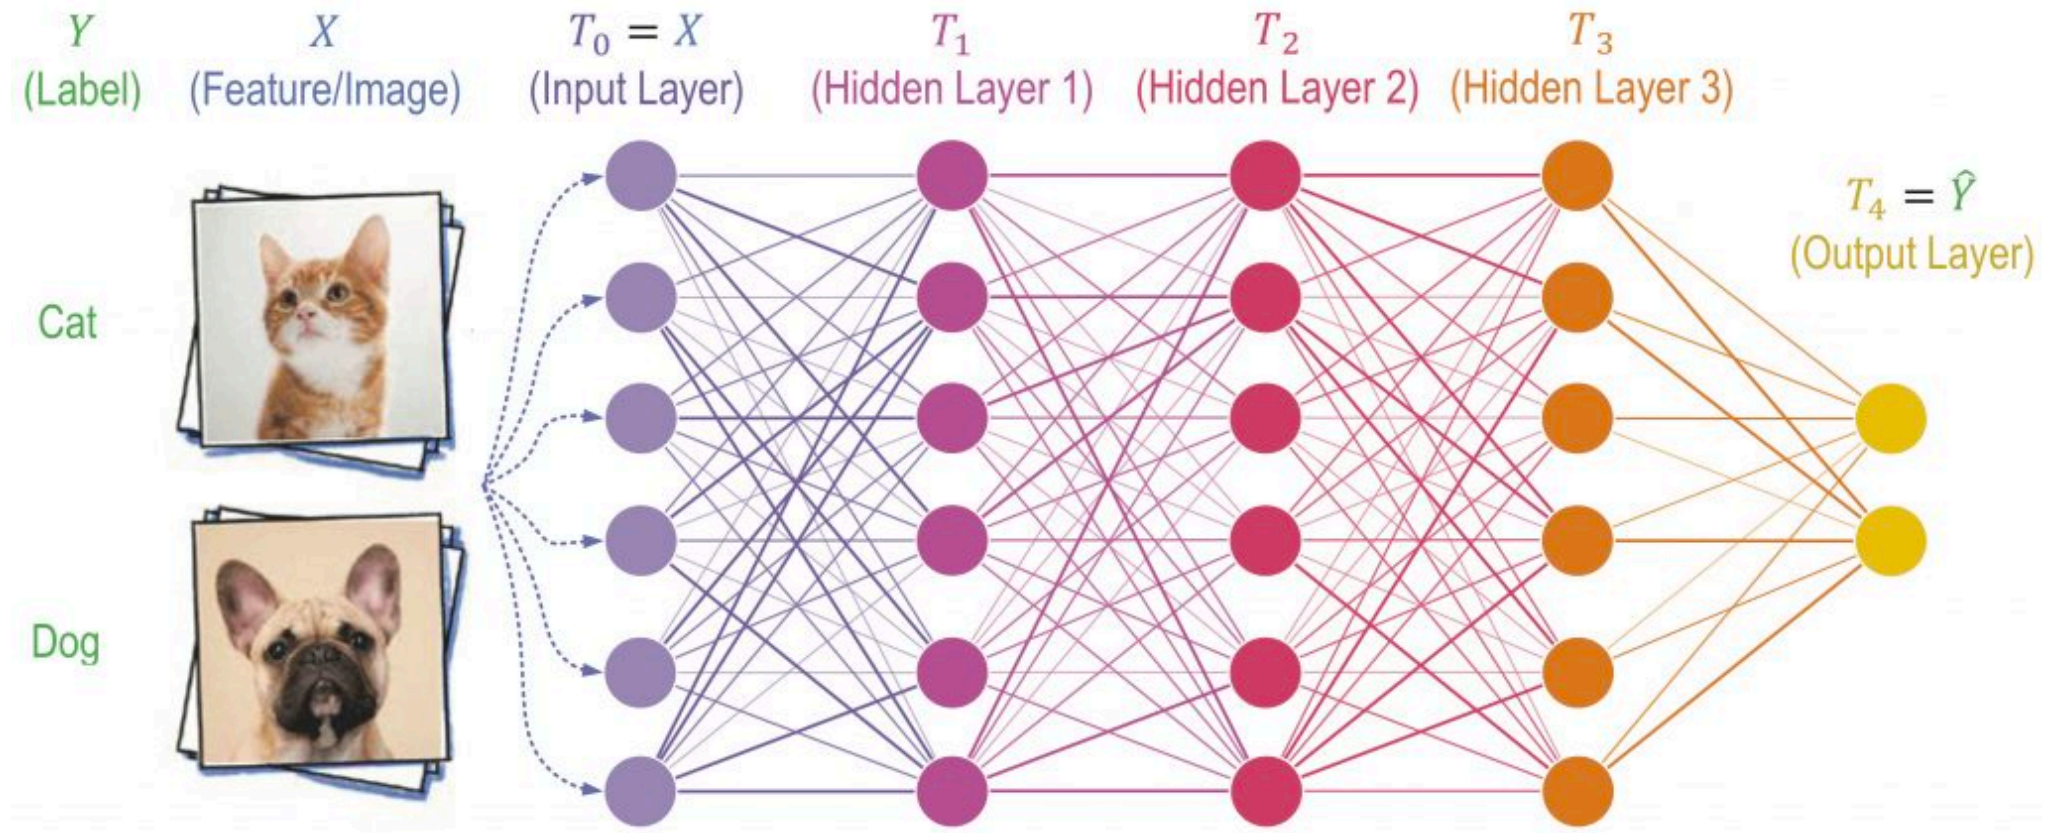 Y
(Label)
X
(Feature/Image)
T₀ = X
(Input Layer)
T₁
(Hidden Layer 1)
T₂
(Hidden Layer 2)
T₃
(Hidden Layer 3)
T₄ = Ŷ
(Output Layer)
Cat
Dog